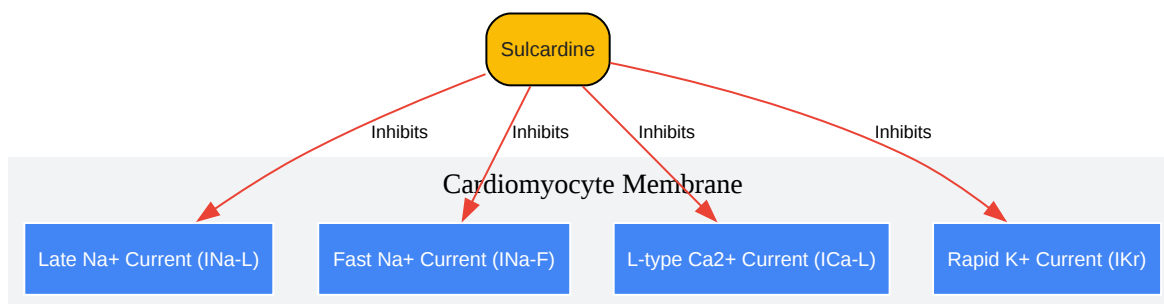 Sulcardine
Inhibits
Inhibits
Inhibits
Inhibits
Cardiomyocyte Membrane
Late Na+ Current (INa-L)
Fast Na+ Current (INa-F)
L-type Ca2+ Current (ICa-L)
Rapid K+ Current (IKr)